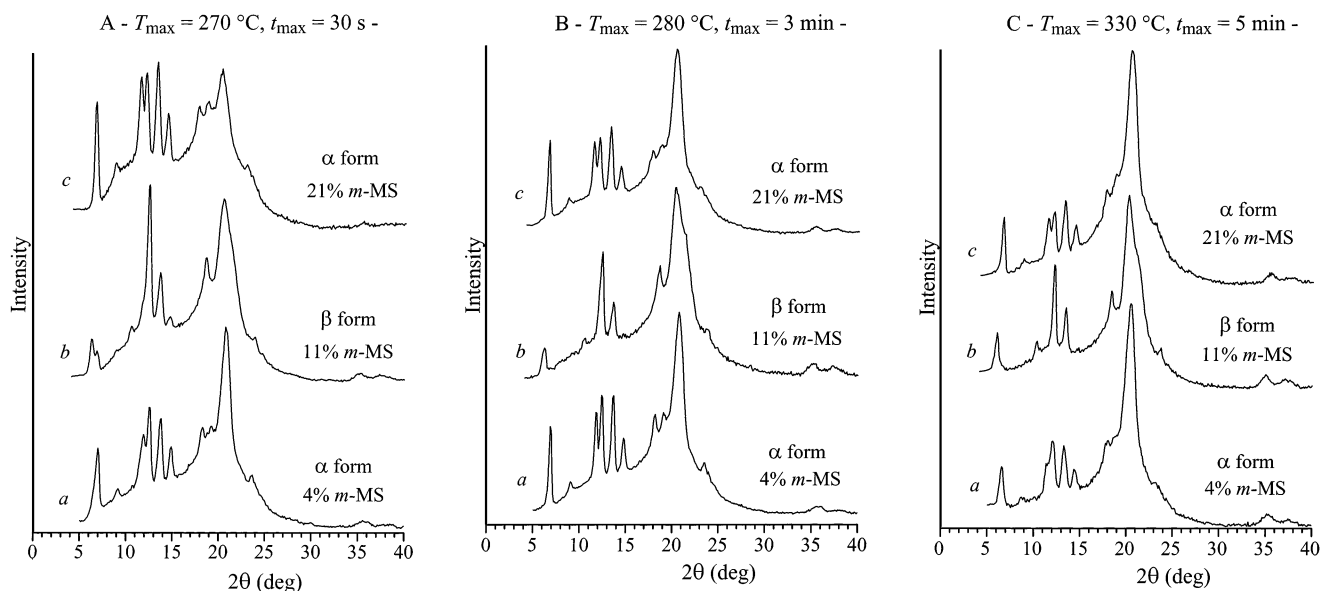 A - Tmax = 270 °C, tmax = 30 s -
Intensity
c
α form
21% m-MS
b
β form
11% m-MS
a
α form
4% m-MS
0 5 10 15 20 25 30 35 40
2θ (deg)
B - Tmax = 280 °C, tmax = 3 min -
Intensity
c
α form
21% m-MS
b
β form
11% m-MS
a
α form
4% m-MS
0 5 10 15 20 25 30 35 40
2θ (deg)
C - Tmax = 330 °C, tmax = 5 min -
Intensity
c
α form
21% m-MS
b
β form
11% m-MS
a
α form
4% m-MS
0 5 10 15 20 25 30 35 40
2θ (deg)